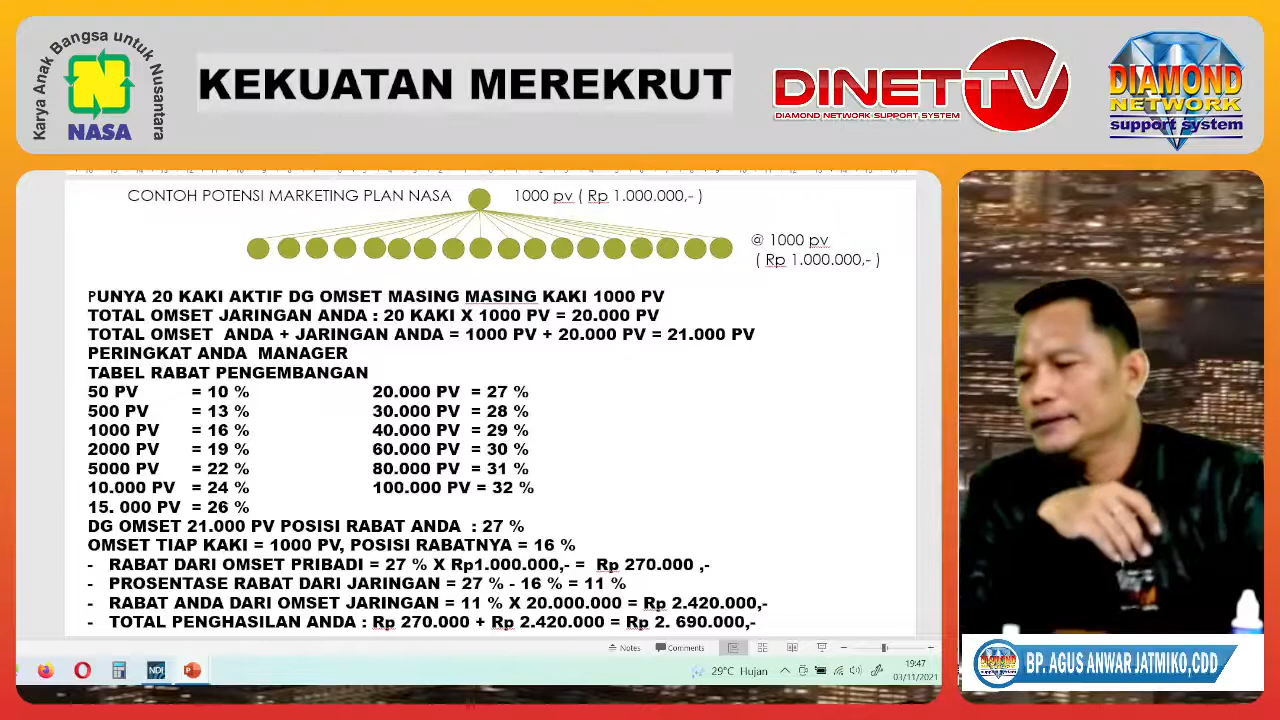 Karya Anak Bangsa untuk Nusantara
NASA
KEKUATAN MEREKRUT
DINET TV
DIAMOND NETWORK SUPPORT SYSTEM
DIAMOND
NETWORK
support system
CONTOH POTENSI MARKETING PLAN NASA
1000 pv ( Rp 1.000.000,- )
@ 1000 pv
( Rp 1.000.000,- )
PUNYA 20 KAKI AKTIF DG OMSET MASING MASING KAKI 1000 PV
TOTAL OMSET JARINGAN ANDA : 20 KAKI X 1000 PV = 20.000 PV
TOTAL OMSET ANDA + JARINGAN ANDA = 1000 PV + 20.000 PV = 21.000 PV
PERINGKAT ANDA MANAGER
TABEL RABAT PENGEMBANGAN
50 PV = 10 % 20.000 PV = 27 %
500 PV = 13 % 30.000 PV = 28 %
1000 PV = 16 % 40.000 PV = 29 %
2000 PV = 19 % 60.000 PV = 30 %
5000 PV = 22 % 80.000 PV = 31 %
10.000 PV = 24 % 100.000 PV = 32 %
15. 000 PV = 26 %
DG OMSET 21.000 PV POSISI RABAT ANDA : 27 %
OMSET TIAP KAKI = 1000 PV, POSISI RABATNYA = 16 %
- RABAT DARI OMSET PRIBADI = 27 % X Rp1.000.000,- = Rp 270.000 ,-
- PROSENTASE RABAT DARI JARINGAN = 27 % - 16 % = 11 %
- RABAT ANDA DARI OMSET JARINGAN = 11 % X 20.000.000 = Rp 2.420.000,-
- TOTAL PENGHASILAN ANDA : Rp 270.000 + Rp 2.420.000 = Rp 2. 690.000,-
Notes
Comments
NDI
29°C Hujan
19:47
03/11/2021
BP. AGUS ANWAR JATMIKO,CDD